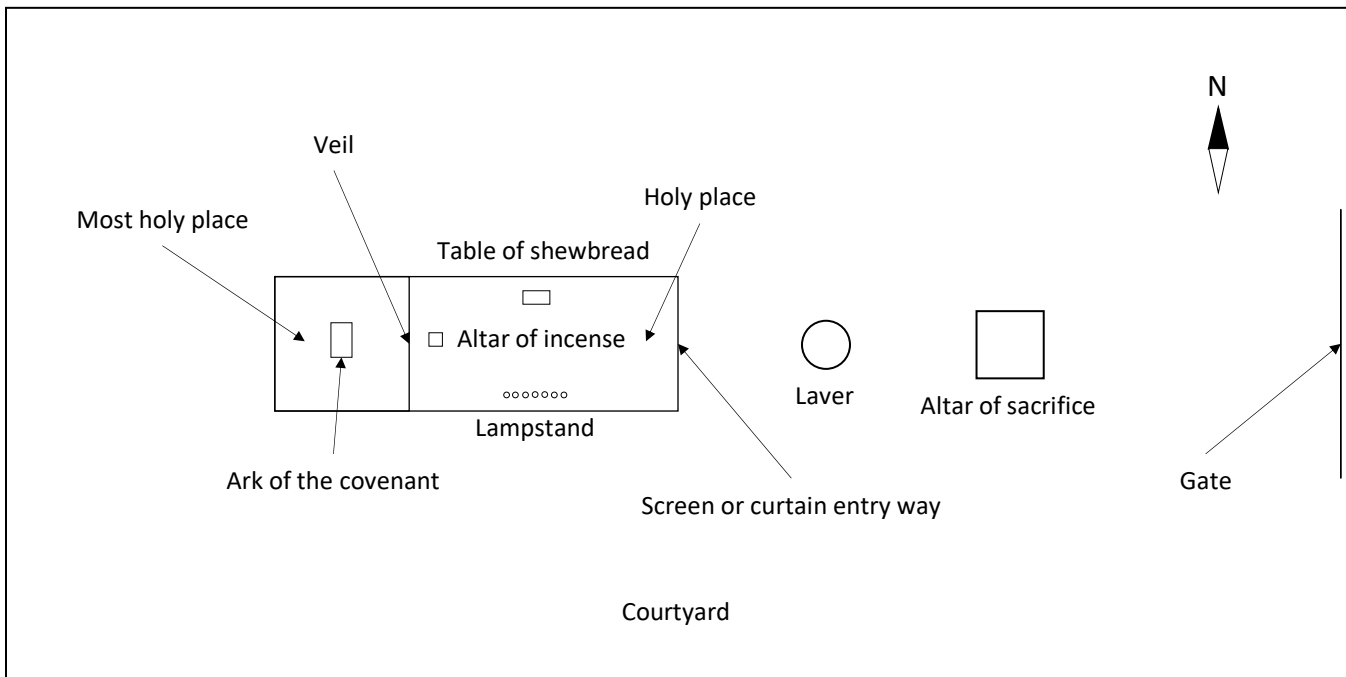 N
Veil
Holy place
Most holy place
Table of shewbread
Altar of incense
Laver
Altar of sacrifice
Lampstand
Ark of the covenant
Gate
Screen or curtain entry way
Courtyard